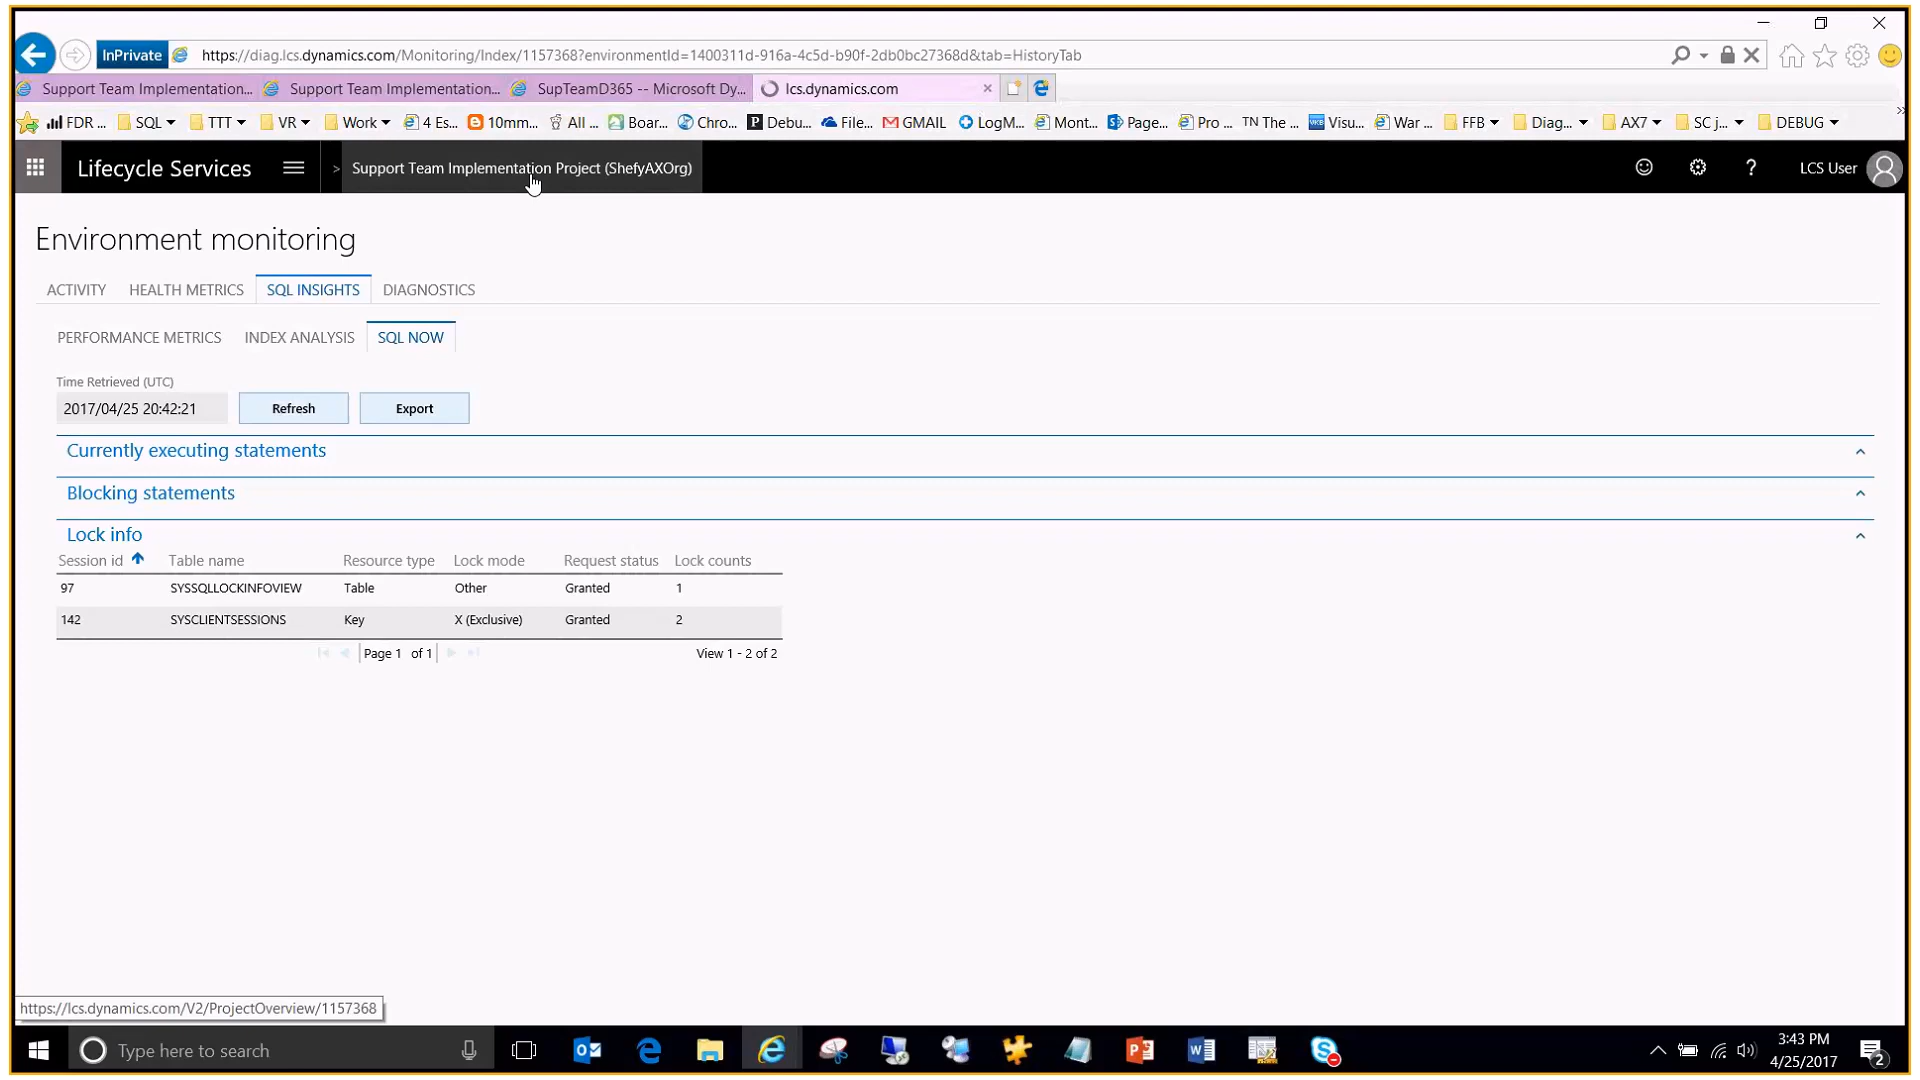 InPrivate https://diag.lcs.dynamics.com/Monitoring/Index/1157368?environmentId=1400311d-916a-4c5d-b90f-2db0bc27368d&tab=HistoryTab
Support Team Implementation... Support Team Implementation... SupTeamD365 -- Microsoft Dy... lcs.dynamics.com
FDR ... SQL TTT VR Work 4 Es... 10mm... All ... Boar... Chro... Debu... File... GMAIL LogM... Mont... Page... Pro ... TN The ... Visu... War ... FFB Diag... AX7 SC j... DEBUG
Lifecycle Services > Support Team Implementation Project (ShefyAXOrg) ? LCS User
Environment monitoring
ACTIVITY HEALTH METRICS SQL INSIGHTS DIAGNOSTICS
PERFORMANCE METRICS INDEX ANALYSIS SQL NOW
Time Retrieved (UTC)
2017/04/25 20:42:21 Refresh Export
Currently executing statements
Blocking statements
Lock info
Session id Table name Resource type Lock mode Request status Lock counts
97 SYSSQLLOCKINFOVIEW Table Other Granted 1
142 SYSCLIENTSESSIONS Key X (Exclusive) Granted 2
Page 1 of 1 View 1 - 2 of 2
https://lcs.dynamics.com/V2/ProjectOverview/1157368
Type here to search
3:43 PM
4/25/2017
2